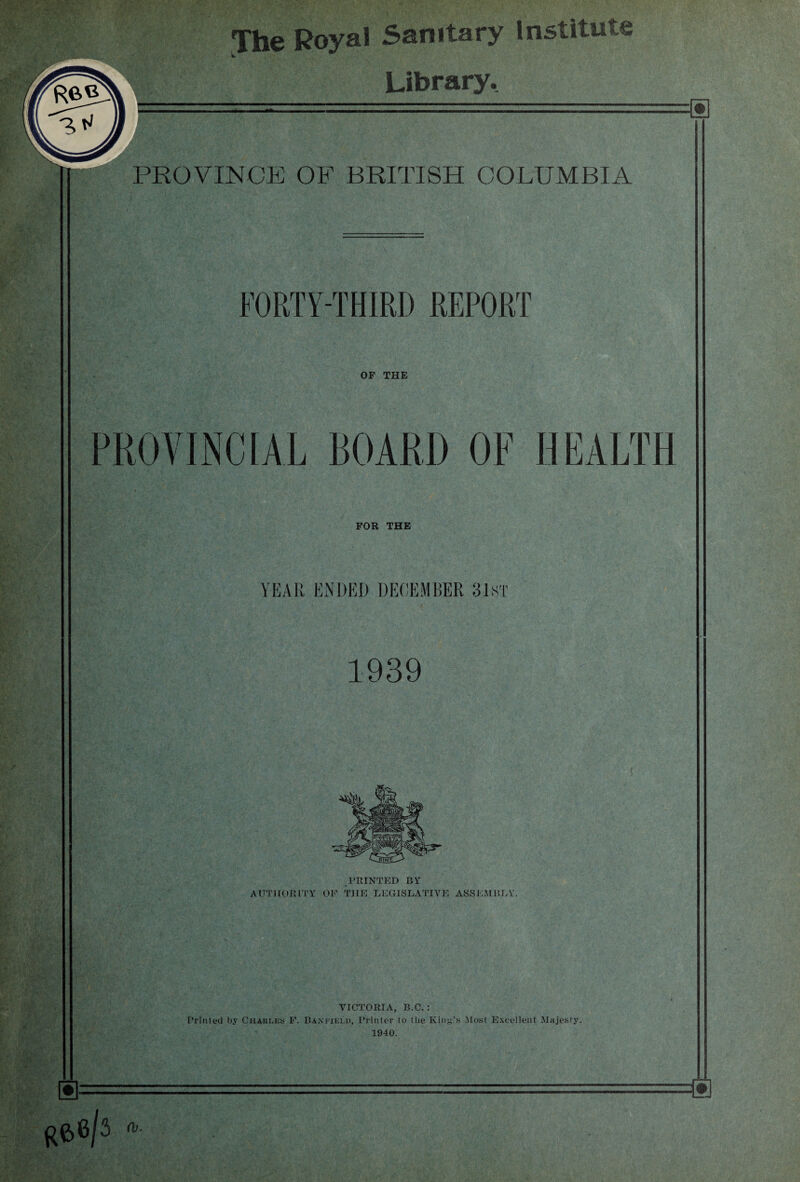 The Royal Sanitary Institute
Library.
RBB
3 N
PROVINCE OF BRITISH COLUMBIA
FORTY-THIRD REPORT
OF THE
PROVINCIAL BOARD OF HEALTH
FOR THE
YEAR ENDED DECEMBER 31ST
1939
PRINTED BY
AUTHORITY OF THE LEGISLATIVE ASSEMBLY.
VICTORIA, B.C.:
Printed by CHARLES F. BANFIELD, Printer to the King's Most Excellent Majesty.
1940.
RBB/3